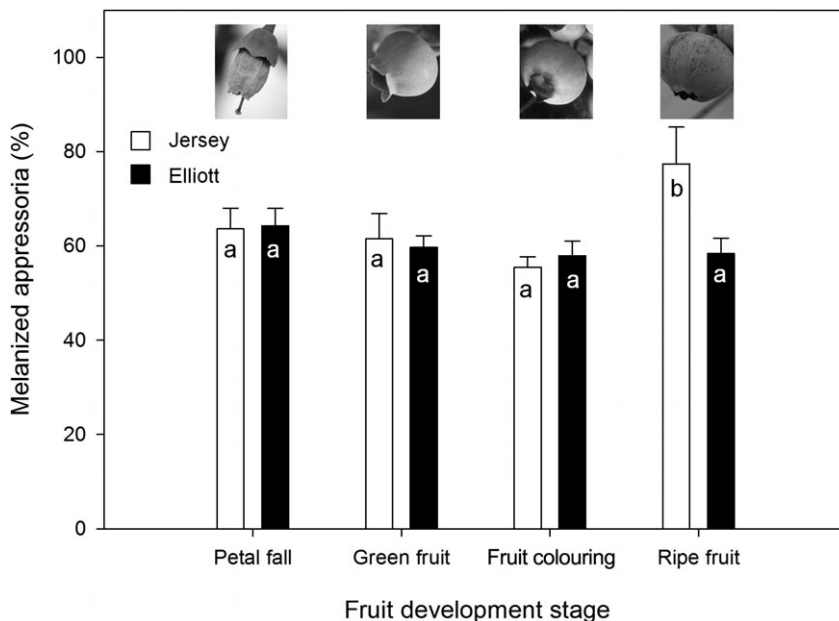 100
80
60
40
20
0
Melanized appressoria (%)
Jersey
Elliott
a a a a a a b a
Petal fall Green fruit Fruit colouring Ripe fruit
Fruit development stage